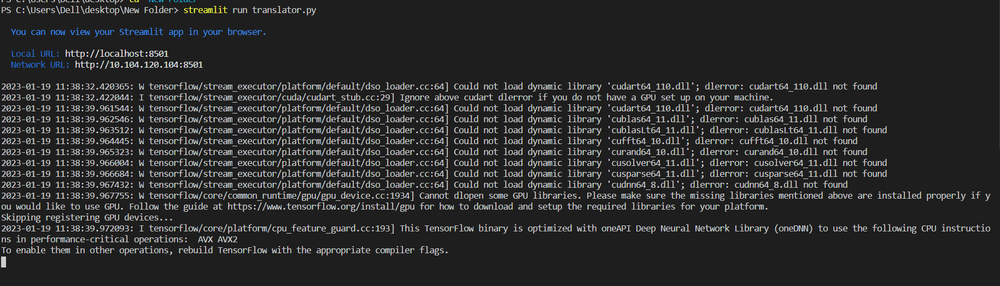 PS C:\Users\Dell\desktop> cd "New Folder"
PS C:\Users\Dell\desktop\New Folder> streamlit run translator.py
You can now view your Streamlit app in your browser.
Local URL: http://localhost:8501
Network URL: http://10.104.120.104:8501
2023-01-19 11:38:32.420365: W tensorflow/stream_executor/platform/default/dso_loader.cc:64] Could not load dynamic library 'cudart64_110.dll'; dlerror: cudart64_110.dll not found
2023-01-19 11:38:32.422044: I tensorflow/stream_executor/cuda/cudart_stub.cc:29] Ignore above cudart dlerror if you do not have a GPU set up on your machine.
2023-01-19 11:38:39.961544: W tensorflow/stream_executor/platform/default/dso_loader.cc:64] Could not load dynamic library 'cudart64_110.dll'; dlerror: cudart64_110.dll not found
2023-01-19 11:38:39.962546: W tensorflow/stream_executor/platform/default/dso_loader.cc:64] Could not load dynamic library 'cublas64_11.dll'; dlerror: cublas64_11.dll not found
2023-01-19 11:38:39.963512: W tensorflow/stream_executor/platform/default/dso_loader.cc:64] Could not load dynamic library 'cublasLt64_11.dll'; dlerror: cublasLt64_11.dll not found
2023-01-19 11:38:39.964445: W tensorflow/stream_executor/platform/default/dso_loader.cc:64] Could not load dynamic library 'cufft64_10.dll'; dlerror: cufft64_10.dll not found
2023-01-19 11:38:39.965323: W tensorflow/stream_executor/platform/default/dso_loader.cc:64] Could not load dynamic library 'curand64_10.dll'; dlerror: curand64_10.dll not found
2023-01-19 11:38:39.966004: W tensorflow/stream_executor/platform/default/dso_loader.cc:64] Could not load dynamic library 'cusolver64_11.dll'; dlerror: cusolver64_11.dll not found
2023-01-19 11:38:39.966684: W tensorflow/stream_executor/platform/default/dso_loader.cc:64] Could not load dynamic library 'cusparse64_11.dll'; dlerror: cusparse64_11.dll not found
2023-01-19 11:38:39.967432: W tensorflow/stream_executor/platform/default/dso_loader.cc:64] Could not load dynamic library 'cudnn64_8.dll'; dlerror: cudnn64_8.dll not found
2023-01-19 11:38:39.967755: W tensorflow/core/common_runtime/gpu/gpu_device.cc:1934] Cannot dlopen some GPU libraries. Please make sure the missing libraries mentioned above are installed properly if y
ou would like to use GPU. Follow the guide at https://www.tensorflow.org/install/gpu for how to download and setup the required libraries for your platform.
Skipping registering GPU devices...
2023-01-19 11:38:39.972093: I tensorflow/core/platform/cpu_feature_guard.cc:193] This TensorFlow binary is optimized with oneAPI Deep Neural Network Library (oneDNN) to use the following CPU instructio
ns in performance-critical operations:  AVX AVX2
To enable them in other operations, rebuild TensorFlow with the appropriate compiler flags.